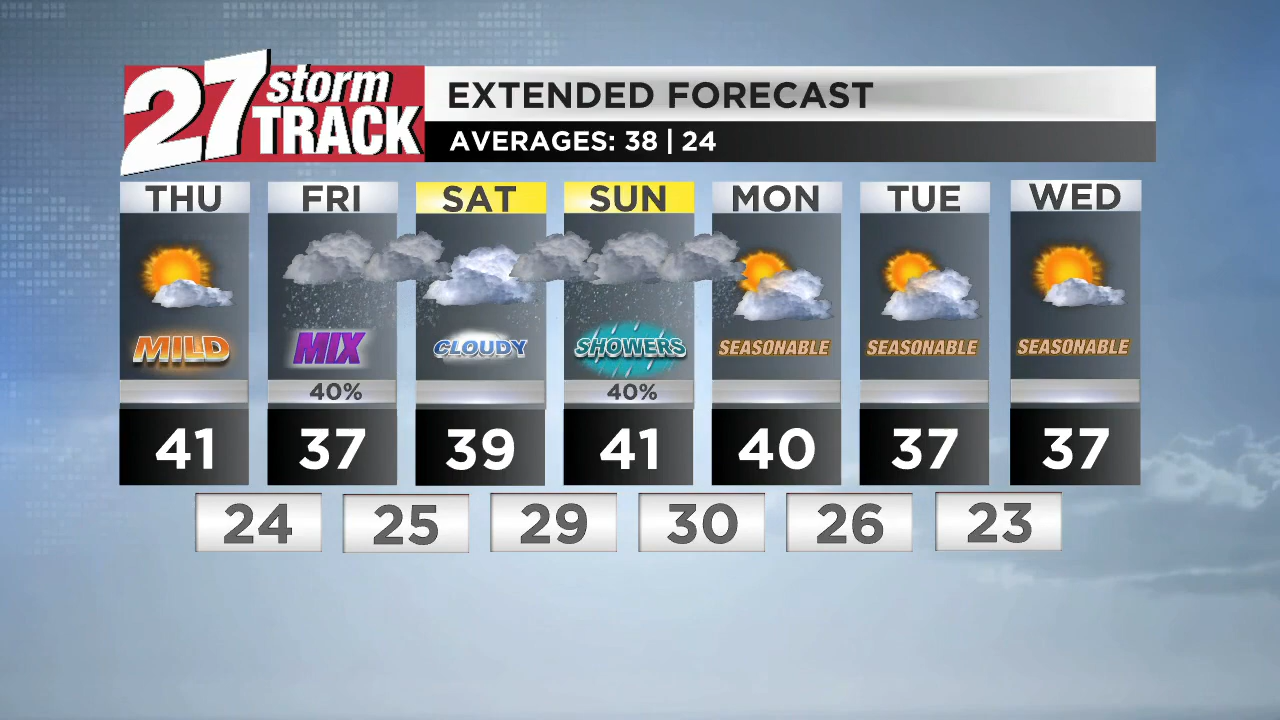 27 storm TRACK
EXTENDED FORECAST
AVERAGES: 38 | 24
THU FRI SAT SUN MON TUE WED
MILD MIX CLOUDY SHOWERS SEASONABLE SEASONABLE SEASONABLE
40% 40%
41 37 39 41 40 37 37
24 25 29 30 26 23